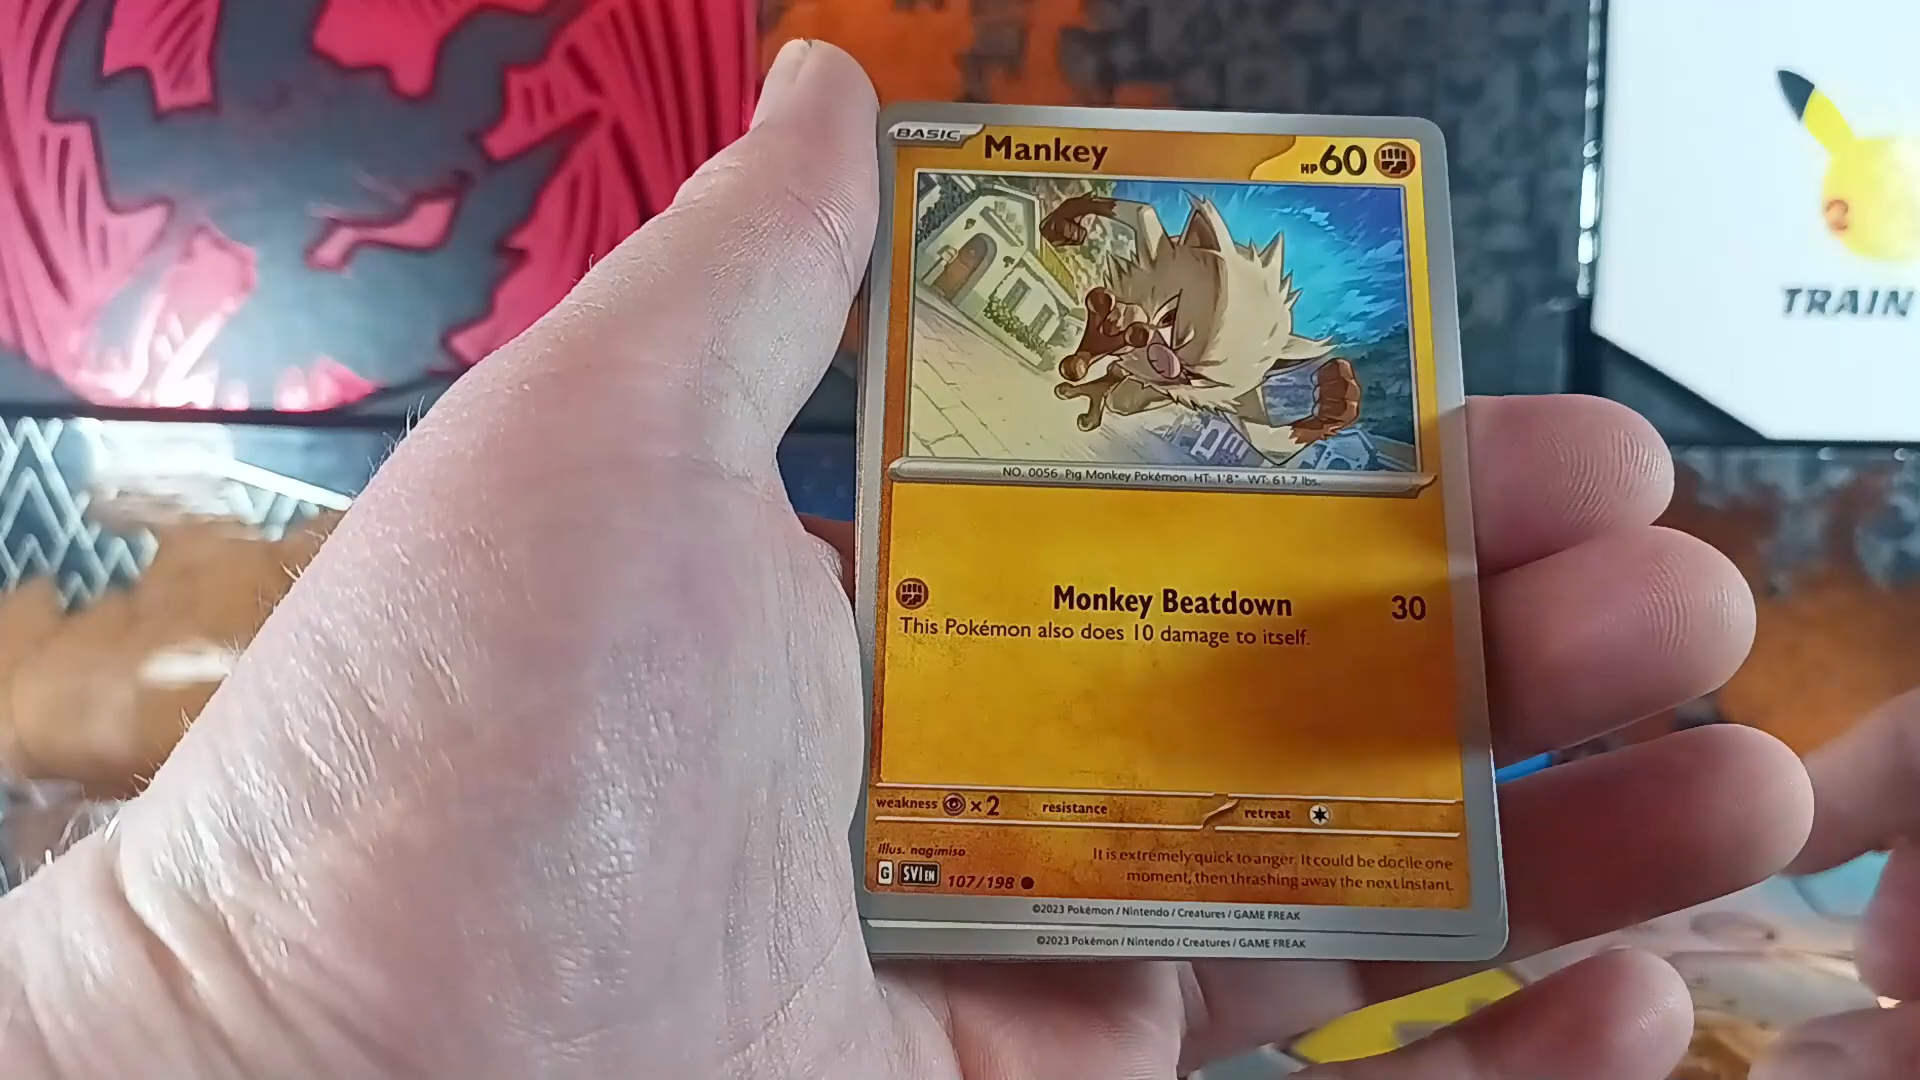 BASIC
Mankey
HP 60
TRAIN
NO. 0056 Pig Monkey Pokémon HT: 1'8" WT: 61.7 lbs.
Monkey Beatdown 30
This Pokémon also does 10 damage to itself.
weakness ×2 resistance retreat
Illus. nagimiso
It is extremely quick to anger. It could be docile one
moment, then thrashing away the next instant.
G SVI EN 107/198
©2023 Pokémon / Nintendo / Creatures / GAME FREAK
©2023 Pokémon / Nintendo / Creatures / GAME FREAK